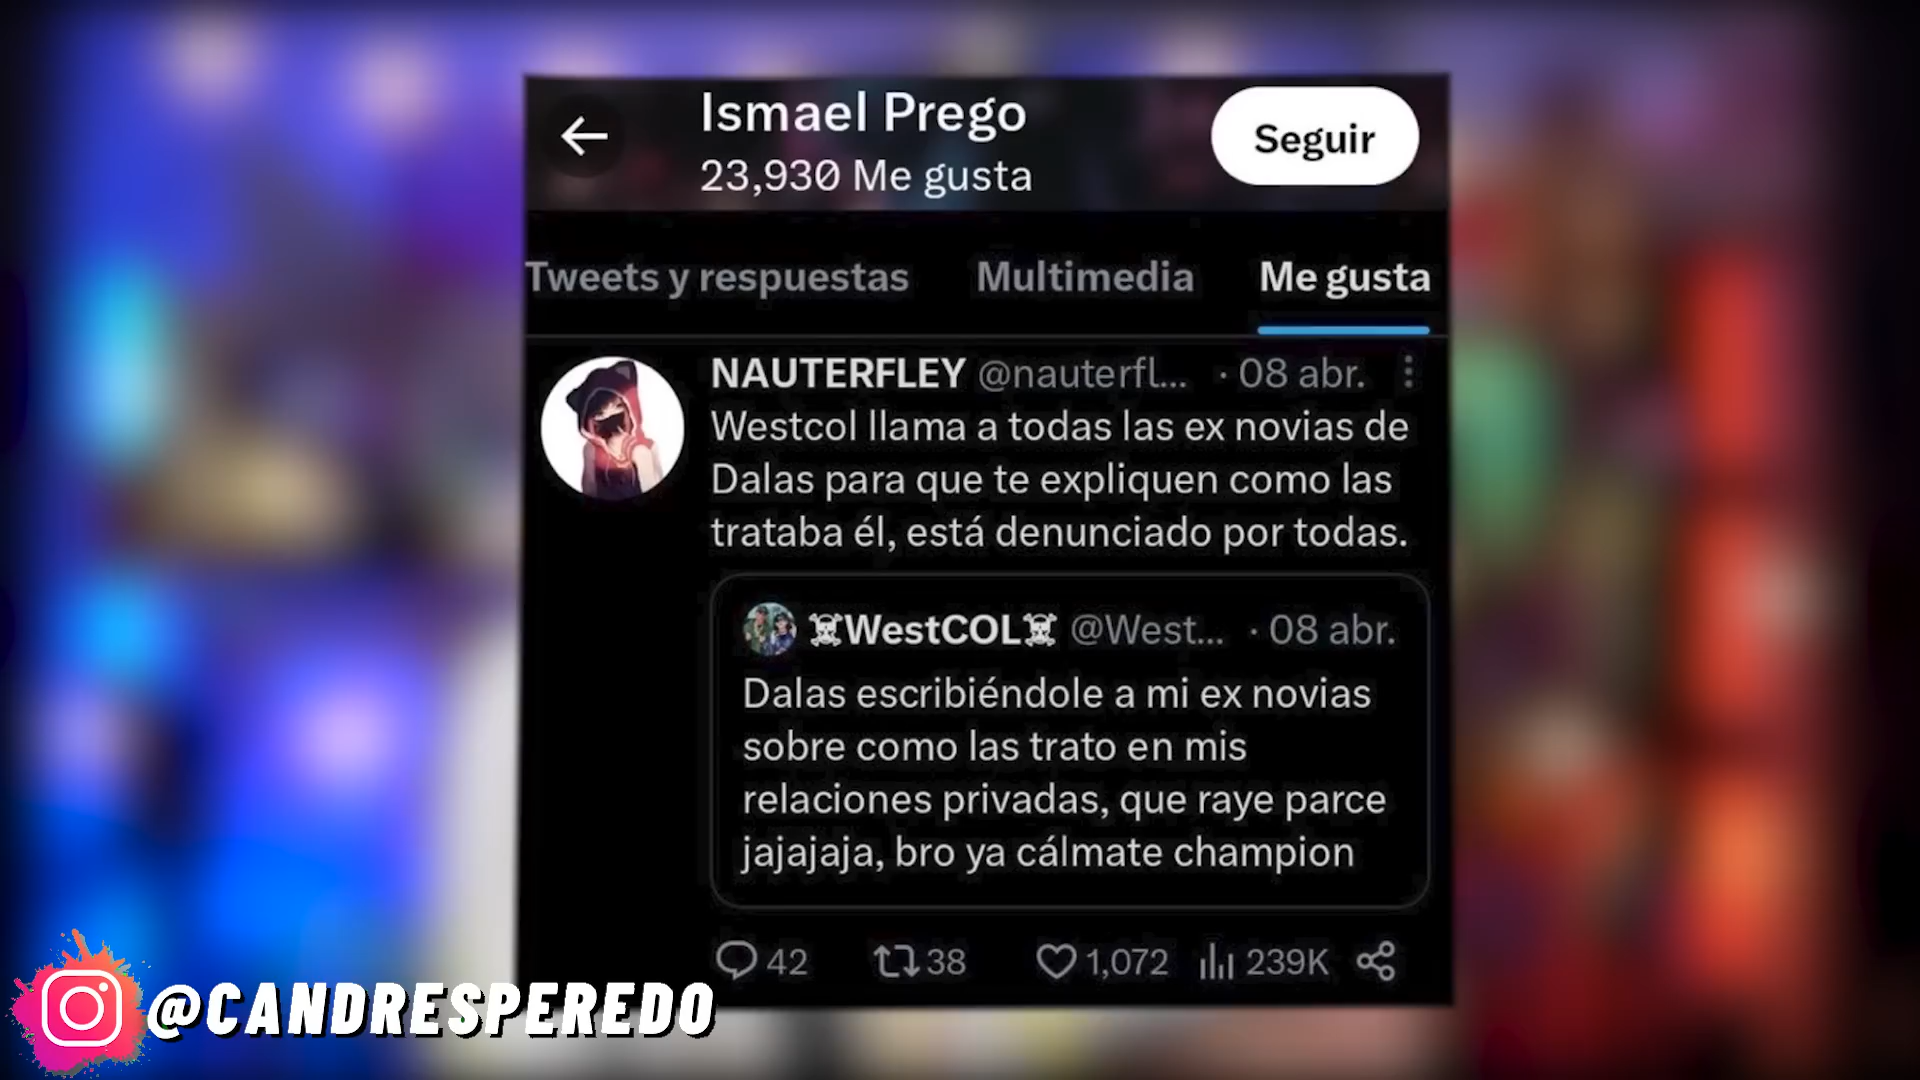 Ismael Prego
23,930 Me gusta
Seguir
Tweets y respuestas
Multimedia
Me gusta
NAUTERFLEY @nauterfl... · 08 abr.
Westcol llama a todas las ex novias de
Dalas para que te expliquen como las
trataba él, está denunciado por todas.
☠WestCOL☠ @West... · 08 abr.
Dalas escribiéndole a mi ex novias
sobre como las trato en mis
relaciones privadas, que raye parce
jajajaja, bro ya cálmate champion
42 38 1,072 239K
@CANDRESPEREDO